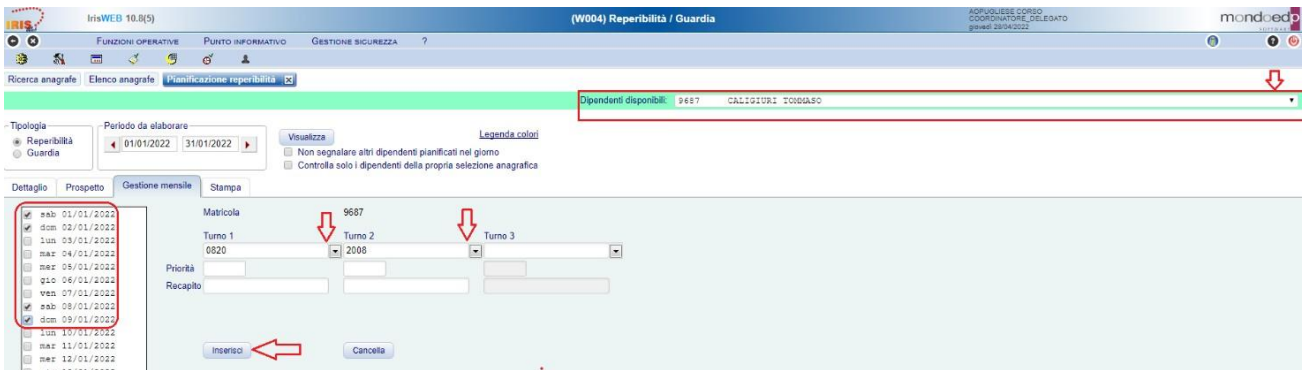 IRIS IrisWEB 10.8(5) (W004) Reperibilità / Guardia AOPUGLIESE CORSO
COORDINATORE_DELEGATO
giovedì 28/04/2022
mondoedp
SOFTWARE
FUNZIONI OPERATIVE PUNTO INFORMATIVO GESTIONE SICUREZZA ?
Ricerca anagrafe Elenco anagrafe Pianificazione reperibilità
Dipendenti disponibili: 9687 CALIGIURI TOMMASO
Tipologia Periodo da elaborare
Reperibilità 01/01/2022 31/01/2022 Visualizza Legenda colori
Guardia Non segnalare altri dipendenti pianificati nel giorno
Controlla solo i dipendenti della propria selezione anagrafica
Dettaglio Prospetto Gestione mensile Stampa
sab 01/01/2022 Matricola 9687
dom 02/01/2022
lun 03/01/2022 Turno 1 Turno 2 Turno 3
mar 04/01/2022 0820 2008
mer 05/01/2022 Priorità
gio 06/01/2022 Recapito
ven 07/01/2022
sab 08/01/2022
dom 09/01/2022
lun 10/01/2022
mar 11/01/2022 Inserisci Cancella
mer 12/01/2022